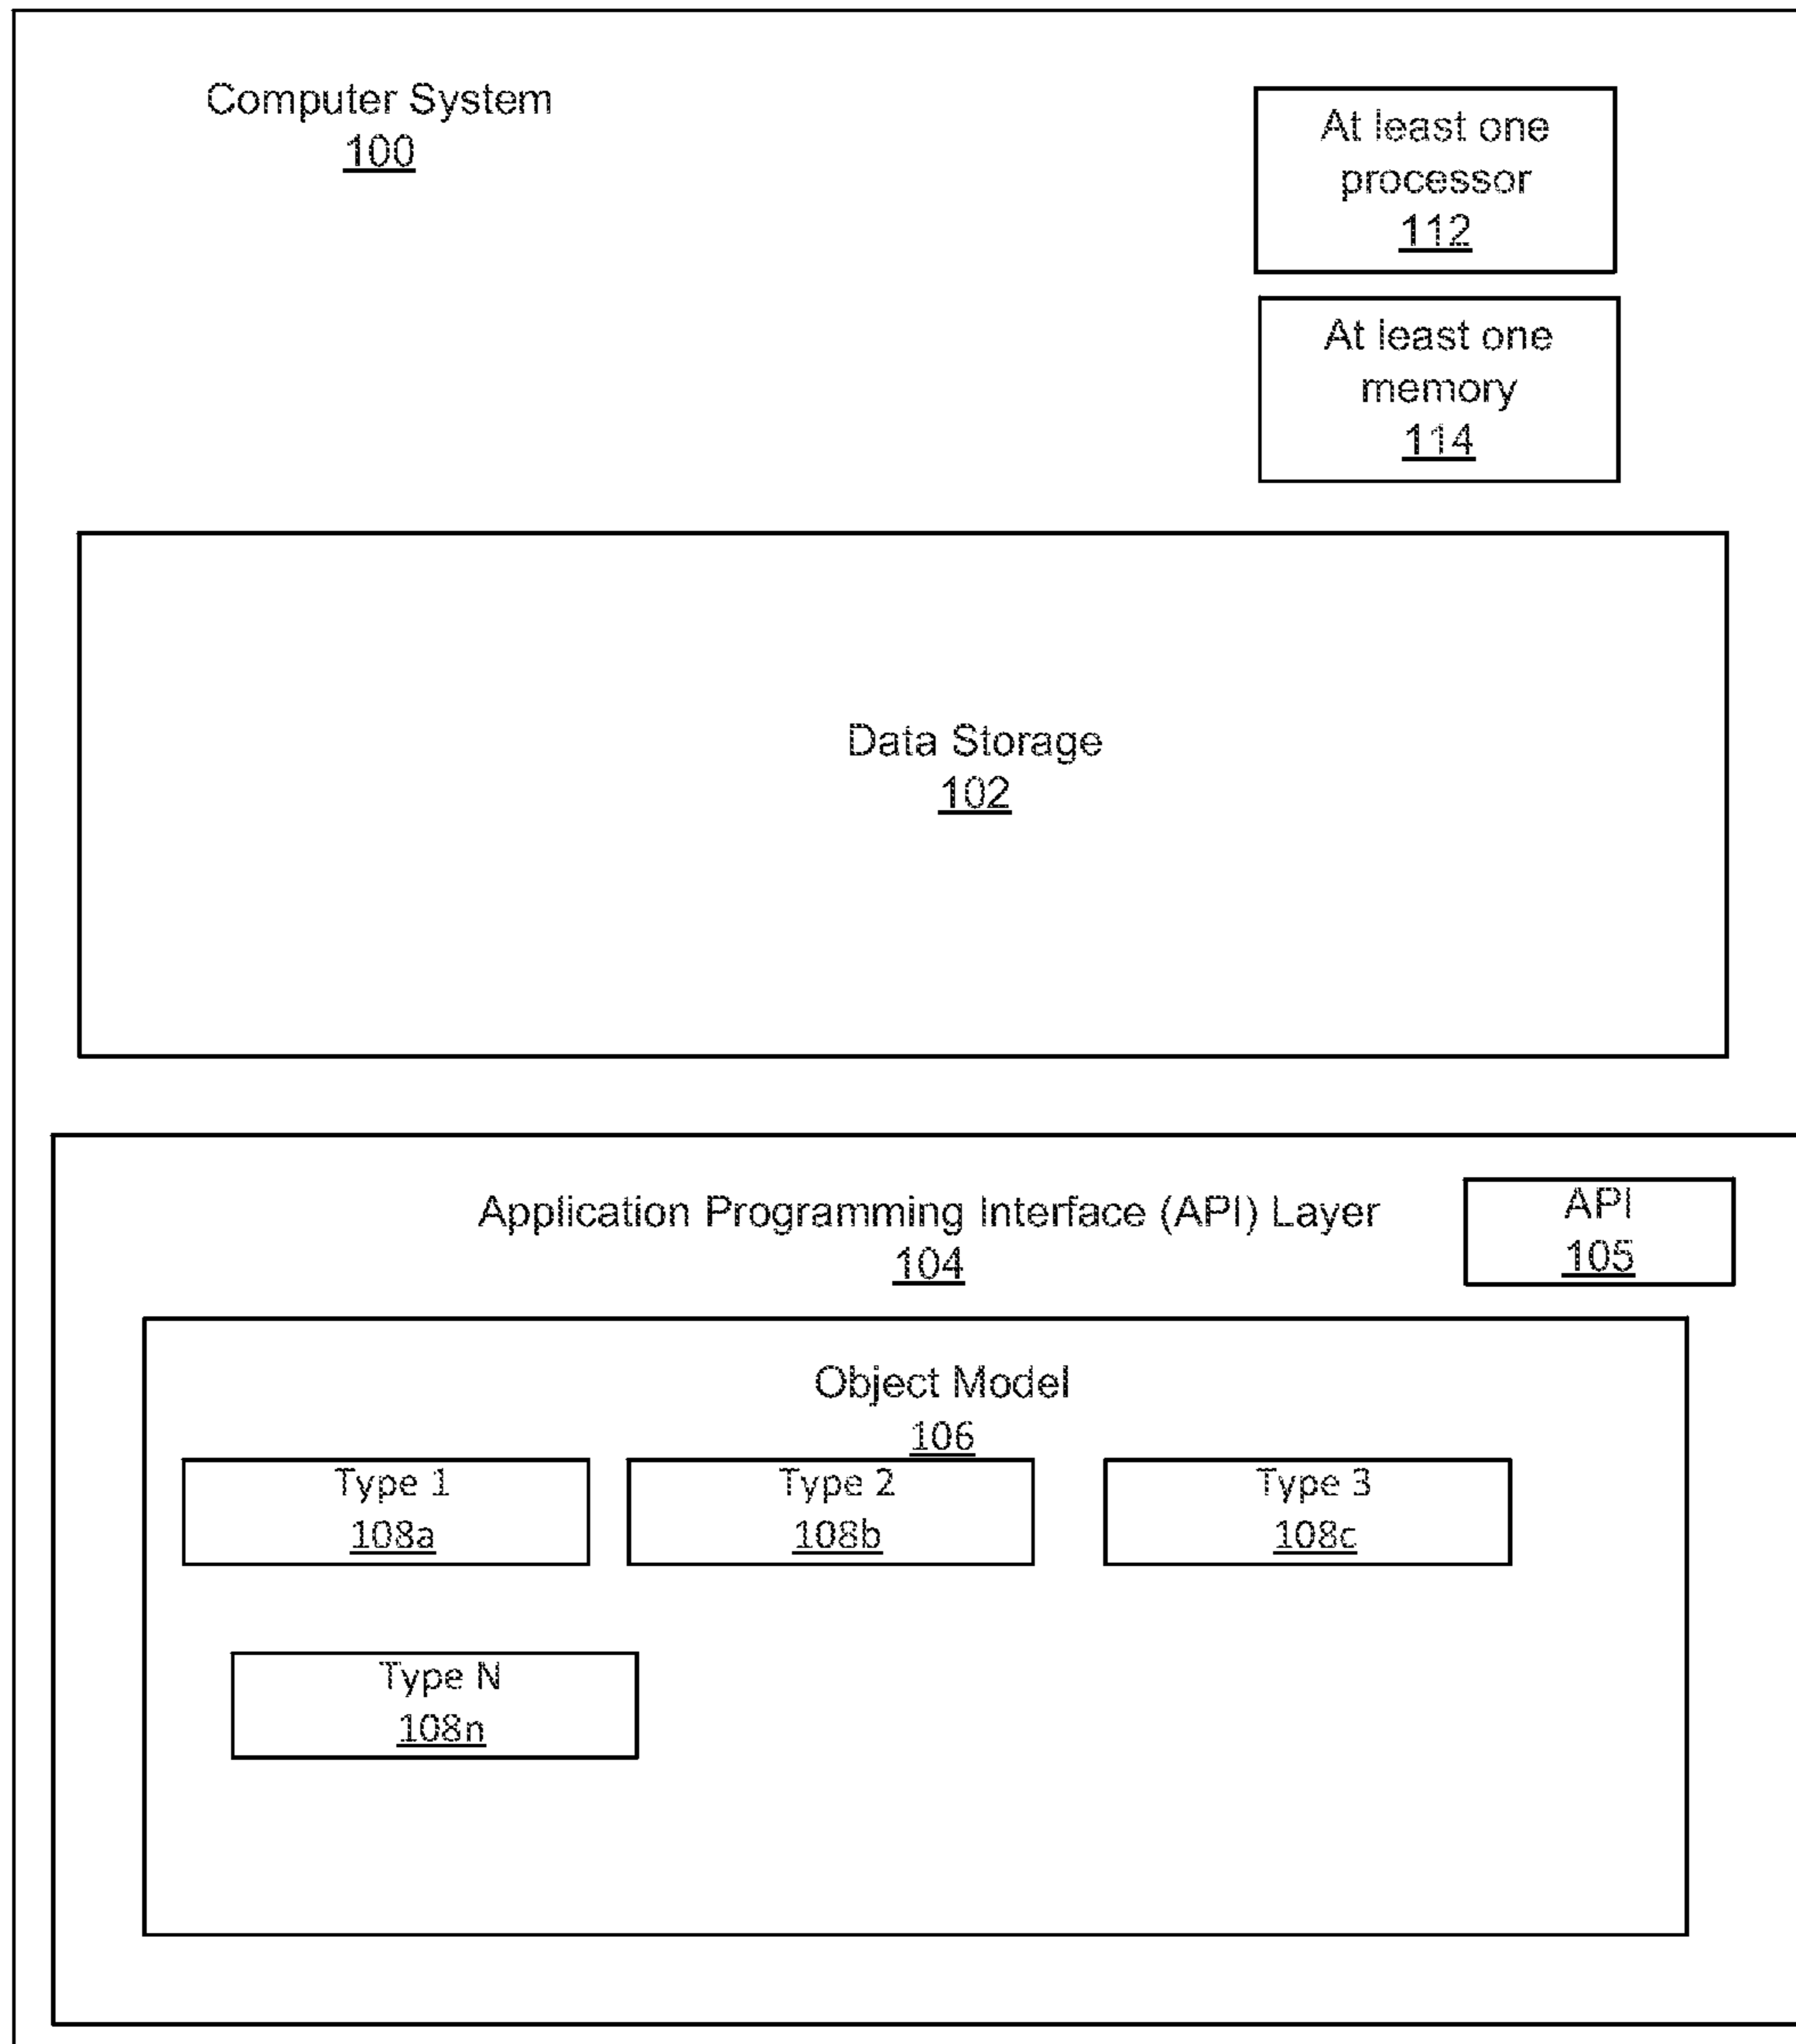 Computer System
100
At least one
processor
112
At least one
memory
114
Data Storage
102
Application Programming Interface (API) Layer
104
API
105
Object Model
106
Type 1
108a
Type 2
108b
Type 3
108c
Type N
108n